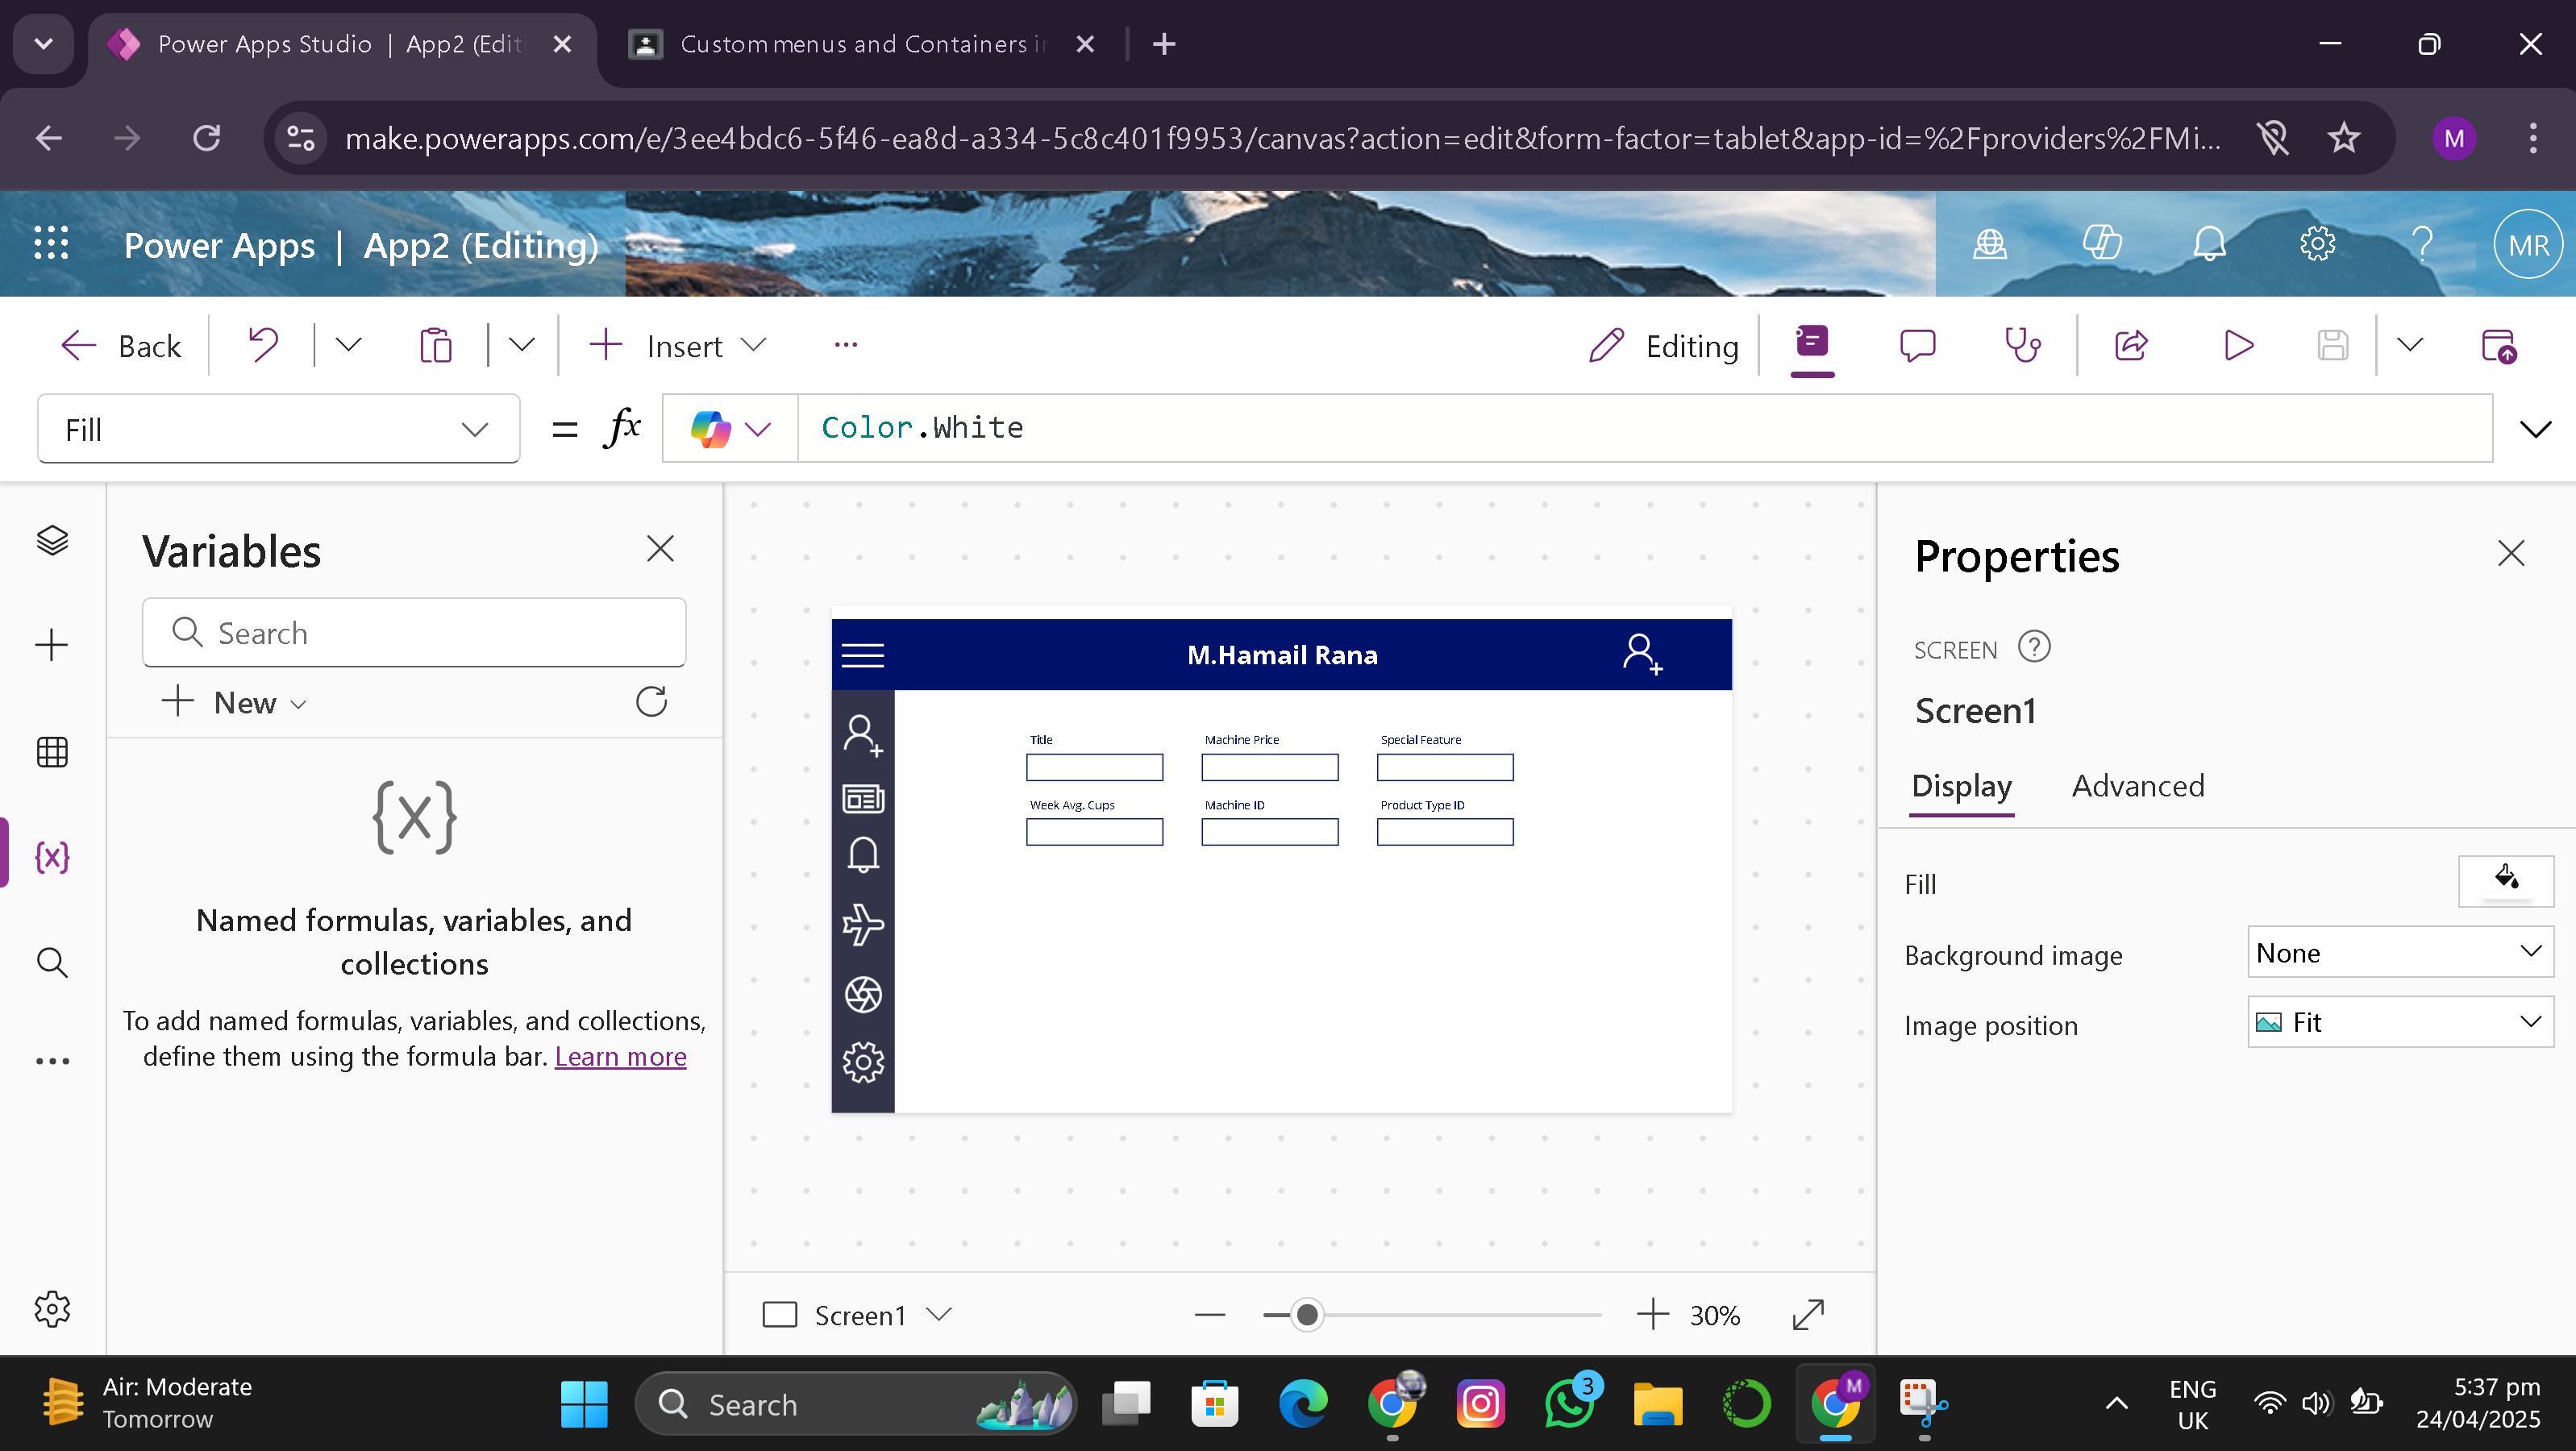 Power Apps Studio | App2 (Edit
Custom menus and Containers in
make.powerapps.com/e/3ee4bdc6-5f46-ea8d-a334-5c8c401f9953/canvas?action=edit&form-factor=tablet&app-id=%2Fproviders%2FMi...
M
Power Apps | App2 (Editing)
MR
Back
Insert
Editing
Fill
= fx
Color.White
Variables
Search
New
{x}
Named formulas, variables, and
collections
To add named formulas, variables, and collections,
define them using the formula bar. Learn more
M.Hamail Rana
Title
Machine Price
Special Feature
Week Avg. Cups
Machine ID
Product Type ID
Screen1
30%
Properties
SCREEN
Screen1
Display
Advanced
Fill
Background image
None
Image position
Fit
Air: Moderate
Tomorrow
Search
3
M
ENG
UK
5:37 pm
24/04/2025